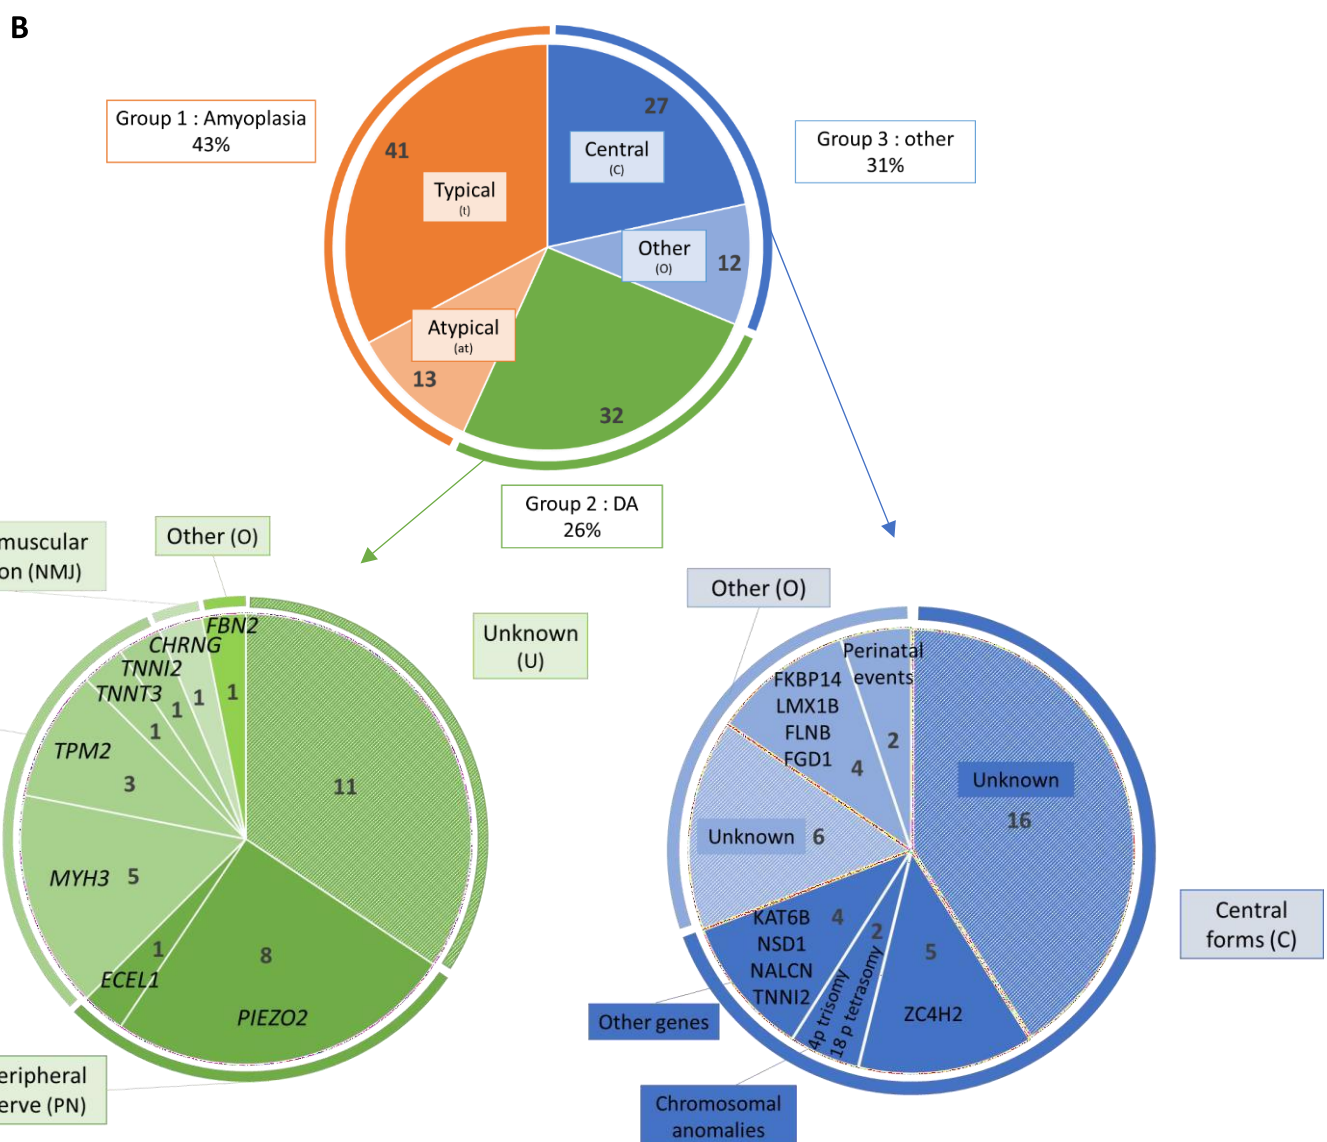 B
Group 1 : Amyoplasia
43%
41
Typical
(t)
27
Central
(C)
Group 3 : other
31%
Other
(O)
12
Atypical
(at)
13
32
Group 2 : DA
26%
muscular
on (NMJ)
Other (O)
Unknown
(U)
FBN2
CHRNG
TNNI2
TNNT3
1
1
1
1
TPM2
3
11
MYH3
5
1
ECEL1
8
PIEZO2
eripheral
erve (PN)
Other (O)
Perinatal
events
2
FKBP14
LMX1B
FLNB
FGD1
4
Unknown
16
Unknown
6
KAT6B
NSD1
NALCN
TNNI2
4
2
4p trisomy
18 p tetrasomy
5
ZC4H2
Central
forms (C)
Other genes
Chromosomal
anomalies